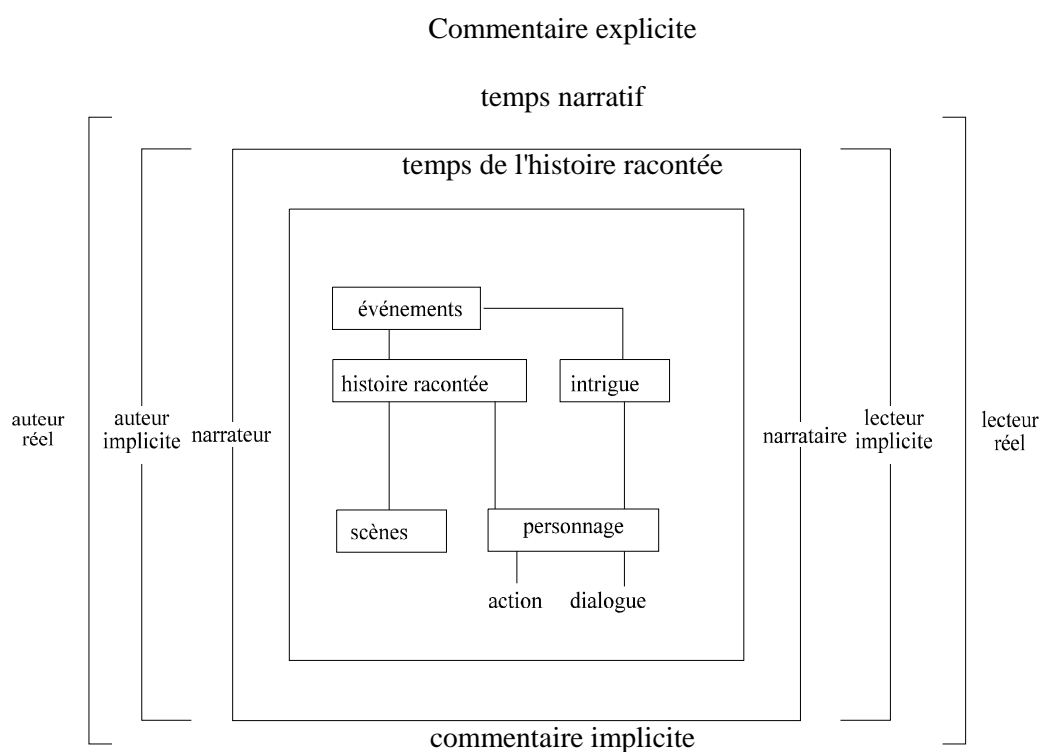 Commentaire explicite
temps narratif
temps de l'histoire racontée
événements
histoire racontée
intrigue
auteur
réel
auteur
implicite
narrateur
narrataire
lecteur
implicite
lecteur
réel
scènes
personnage
action
dialogue
commentaire implicite